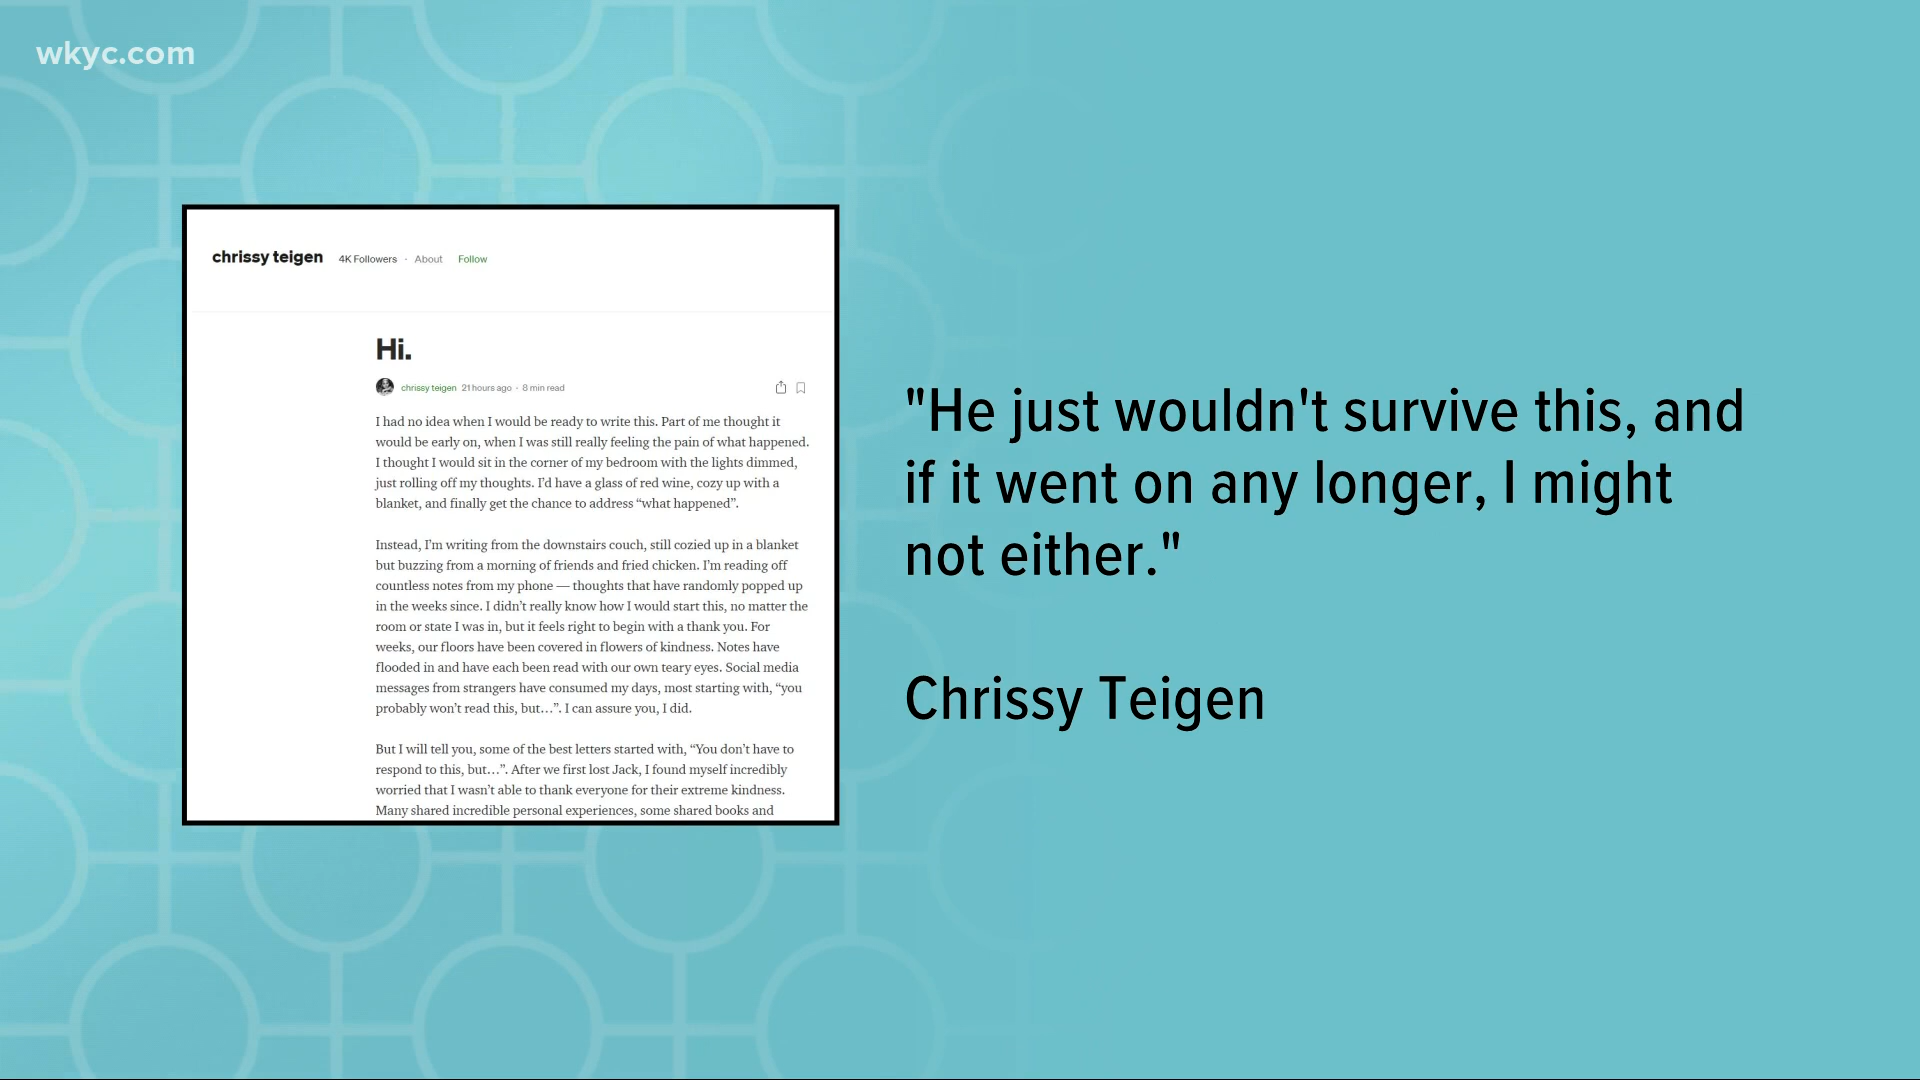 wkyc.com
chrissy teigen 4K Followers · About Follow
Hi.
chrissy teigen 21 hours ago · 8 min read
I had no idea when I would be ready to write this. Part of me thought it
would be early on, when I was still really feeling the pain of what happened.
I thought I would sit in the corner of my bedroom with the lights dimmed,
just rolling off my thoughts. I’d have a glass of red wine, cozy up with a
blanket, and finally get the chance to address “what happened”.
Instead, I’m writing from the downstairs couch, still cozied up in a blanket
but buzzing from a morning of friends and fried chicken. I’m reading off
countless notes from my phone — thoughts that have randomly popped up
in the weeks since. I didn’t really know how I would start this, no matter the
room or state I was in, but it feels right to begin with a thank you. For
weeks, our floors have been covered in flowers of kindness. Notes have
flooded in and have each been read with our own teary eyes. Social media
messages from strangers have consumed my days, most starting with, “you
probably won’t read this, but…”. I can assure you, I did.
But I will tell you, some of the best letters started with, “You don’t have to
respond to this, but…”. After we first lost Jack, I found myself incredibly
worried that I wasn’t able to thank everyone for their extreme kindness.
Many shared incredible personal experiences, some shared books and
"He just wouldn't survive this, and
if it went on any longer, I might
not either."
Chrissy Teigen